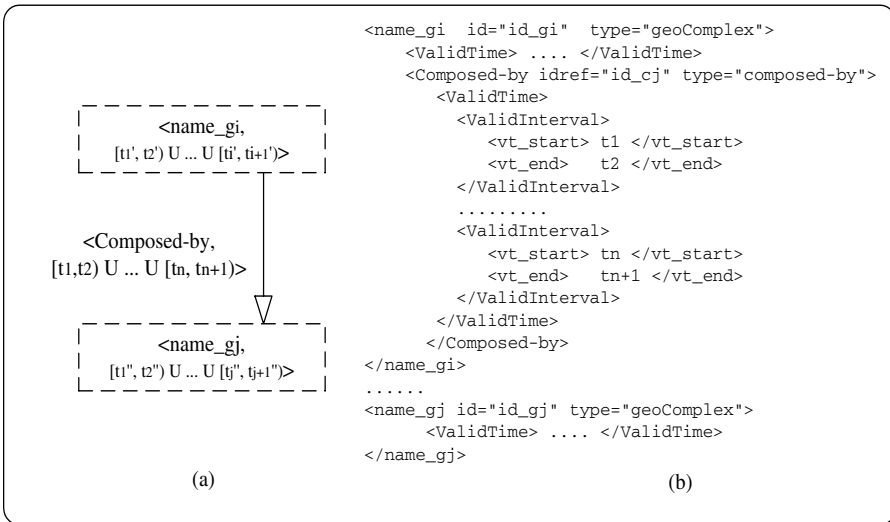 <name_gi,
[t1', t2') U ... U [ti', ti+1')>
<Composed-by,
[t1,t2) U ... U [tn, tn+1)>
<name_gj,
[t1", t2") U ... U [tj", tj+1")>
(a)
<name_gi  id="id_gi"  type="geoComplex">
<ValidTime> .... </ValidTime>
<Composed-by idref="id_cj" type="composed-by">
<ValidTime>
<ValidInterval>
<vt_start> t1 </vt_start>
<vt_end>   t2 </vt_end>
</ValidInterval>
.........
<ValidInterval>
<vt_start> tn </vt_start>
<vt_end>   tn+1 </vt_end>
</ValidInterval>
</ValidTime>
</Composed-by>
</name_gi>
......
<name_gj id="id_gj" type="geoComplex">
<ValidTime> .... </ValidTime>
</name_gj>
(b)